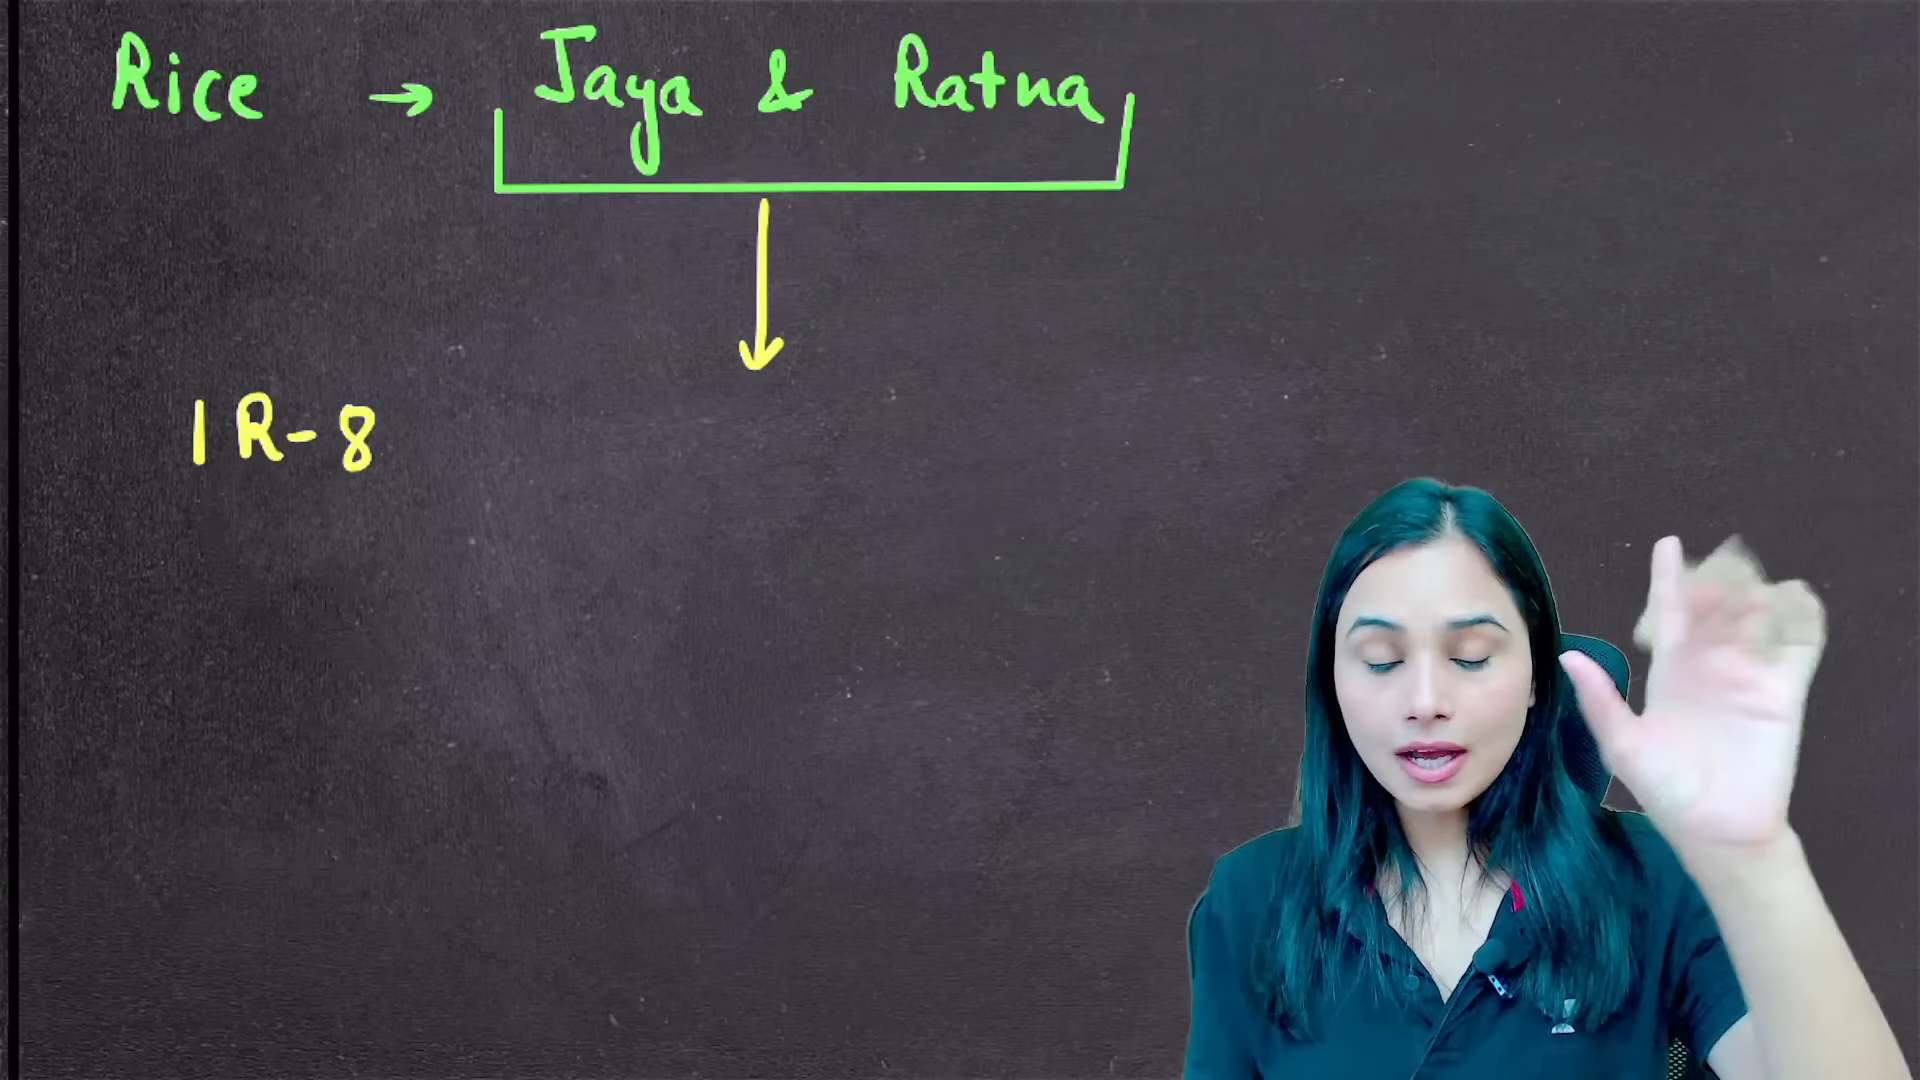 Rice → Jaya & Ratna
IR-8